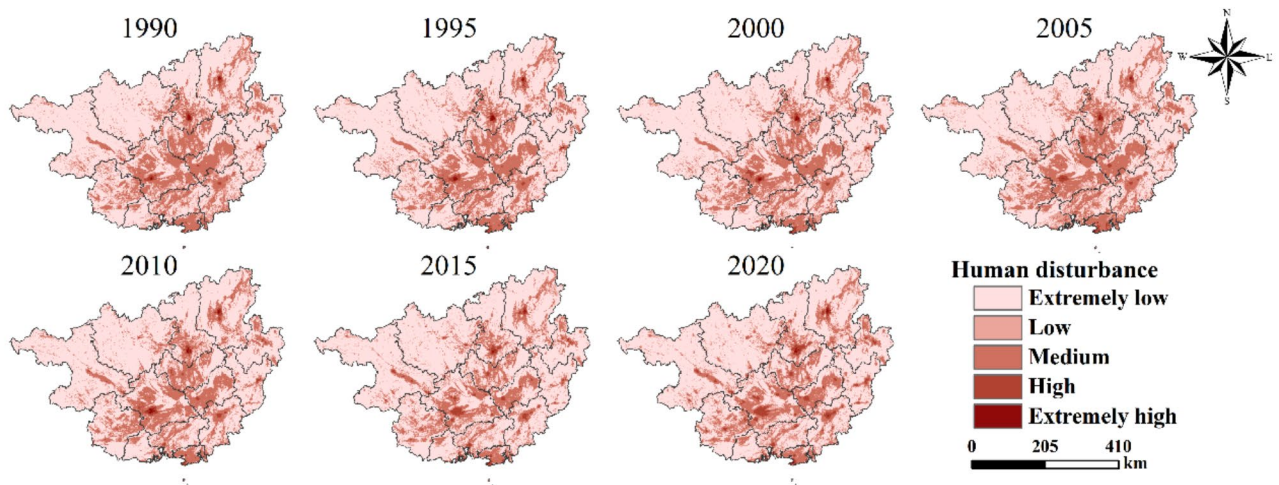 1990 1995 2000 2005
N
W E
S
2010 2015 2020
Human disturbance
Extremely low
Low
Medium
High
Extremely high
0 205 410
km